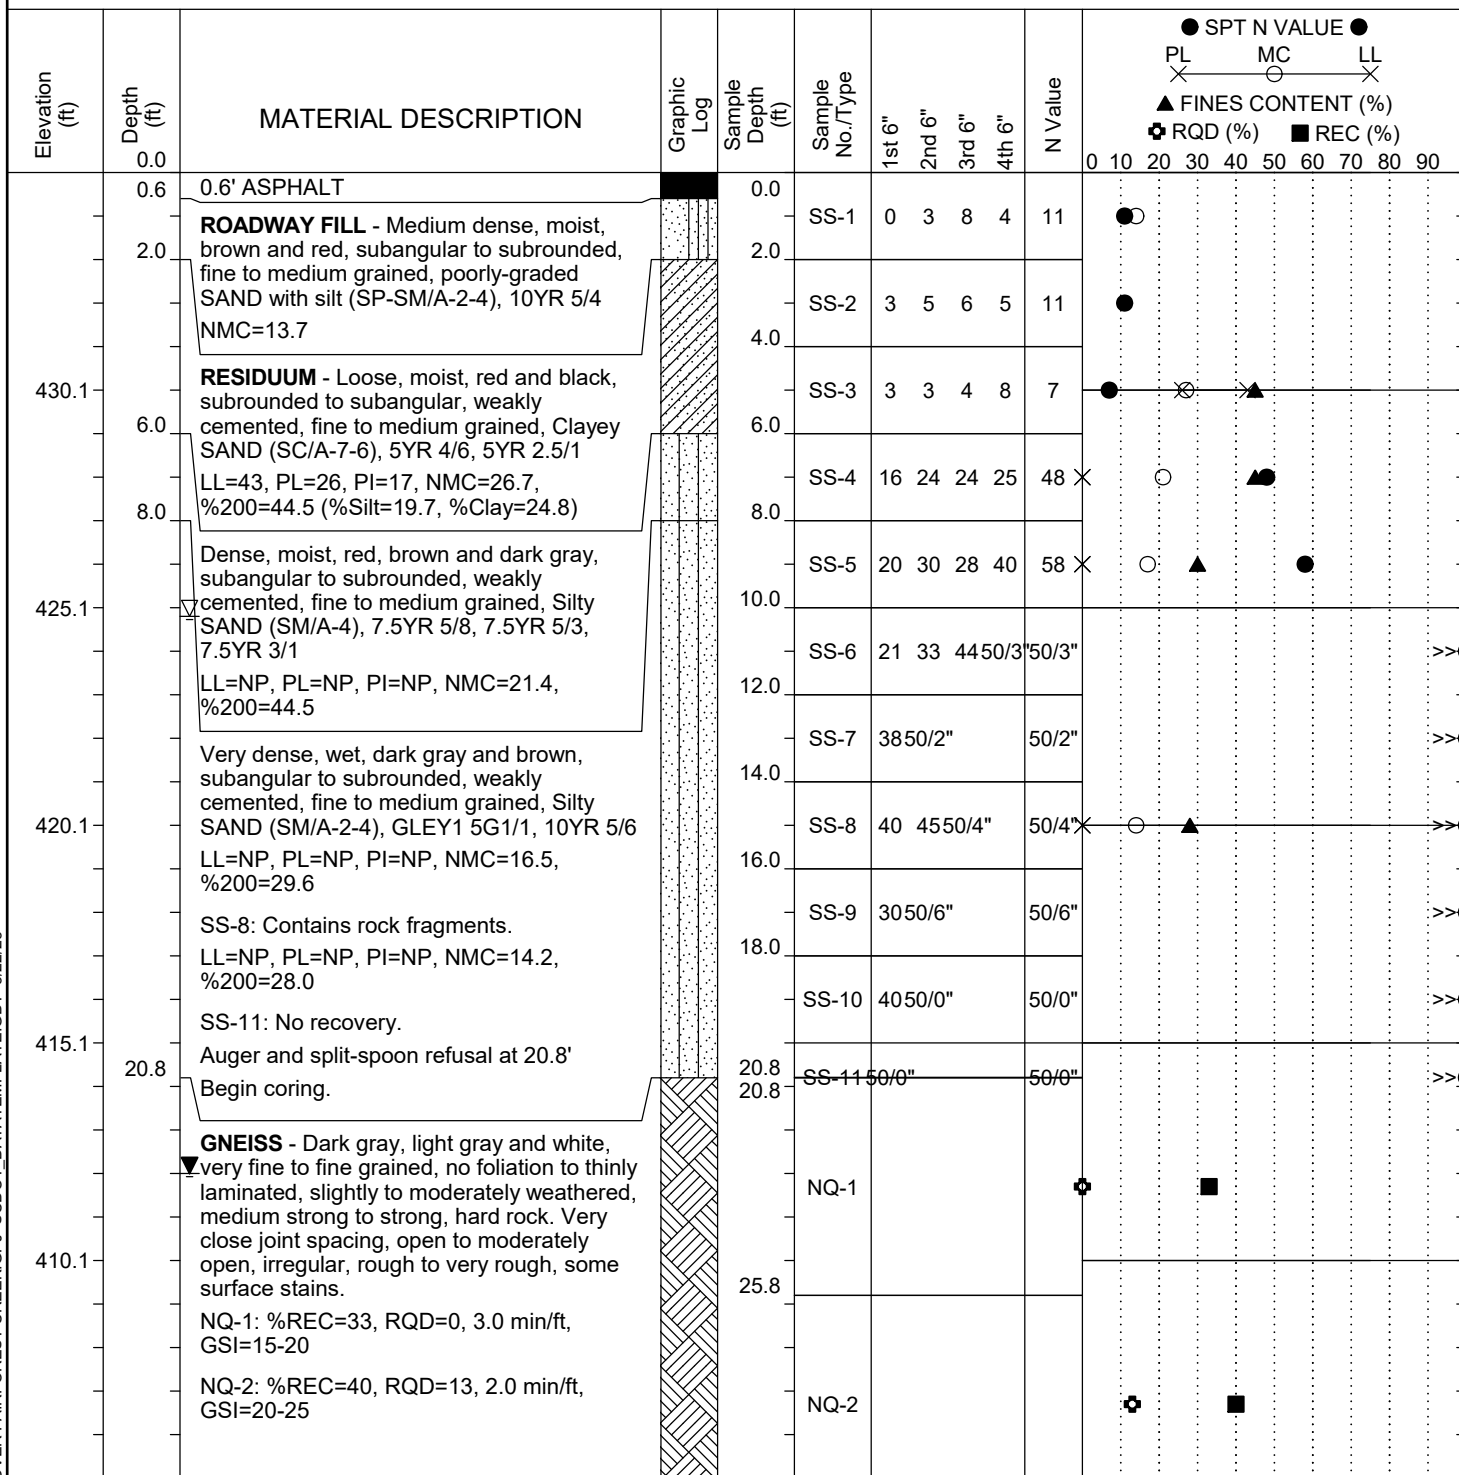 Elevation (ft)
Depth (ft)
0.0
MATERIAL DESCRIPTION
Graphic Log
Sample Depth (ft)
Sample No./Type
1st 6"
2nd 6"
3rd 6"
4th 6"
N Value
SPT N VALUE
PL MC LL
FINES CONTENT (%)
RQD (%) REC (%)
0 10 20 30 40 50 60 70 80 90
0.6 0.6' ASPHALT 0.0
ROADWAY FILL - Medium dense, moist,
brown and red, subangular to subrounded,
fine to medium grained, poorly-graded
SAND with silt (SP-SM/A-2-4), 10YR 5/4
NMC=13.7
SS-1 0 3 8 4 11
2.0 2.0
SS-2 3 5 6 5 11
4.0
430.1
RESIDUUM - Loose, moist, red and black,
subrounded to subangular, weakly
cemented, fine to medium grained, Clayey
SAND (SC/A-7-6), 5YR 4/6, 5YR 2.5/1
LL=43, PL=26, PI=17, NMC=26.7,
%200=44.5 (%Silt=19.7, %Clay=24.8)
SS-3 3 3 4 8 7
6.0 6.0
SS-4 16 24 24 25 48
8.0 8.0
Dense, moist, red, brown and dark gray,
subangular to subrounded, weakly
cemented, fine to medium grained, Silty
SAND (SM/A-4), 7.5YR 5/8, 7.5YR 5/3,
7.5YR 3/1
LL=NP, PL=NP, PI=NP, NMC=21.4,
%200=44.5
SS-5 20 30 28 40 58
425.1 10.0
SS-6 21 33 44 50/3" 50/3" >>
12.0
Very dense, wet, dark gray and brown,
subangular to subrounded, weakly
cemented, fine to medium grained, Silty
SAND (SM/A-2-4), GLEY1 5G1/1, 10YR 5/6
LL=NP, PL=NP, PI=NP, NMC=16.5,
%200=29.6
SS-7 38 50/2" 50/2" >>
14.0
420.1
SS-8 40 45 50/4" 50/4" >>
16.0
SS-8: Contains rock fragments.
LL=NP, PL=NP, PI=NP, NMC=14.2,
%200=28.0
SS-9 30 50/6" 50/6" >>
18.0
SS-11: No recovery.
Auger and split-spoon refusal at 20.8'
Begin coring.
SS-10 40 50/0" 50/0" >>
415.1
20.8 20.8
SS-11 50/0" 50/0" >>
20.8
GNEISS - Dark gray, light gray and white,
very fine to fine grained, no foliation to thinly
laminated, slightly to moderately weathered,
medium strong to strong, hard rock. Very
close joint spacing, open to moderately
open, irregular, rough to very rough, some
surface stains.
NQ-1
410.1
25.8
NQ-1: %REC=33, RQD=0, 3.0 min/ft,
GSI=15-20
NQ-2: %REC=40, RQD=13, 2.0 min/ft,
GSI=20-25
NQ-2